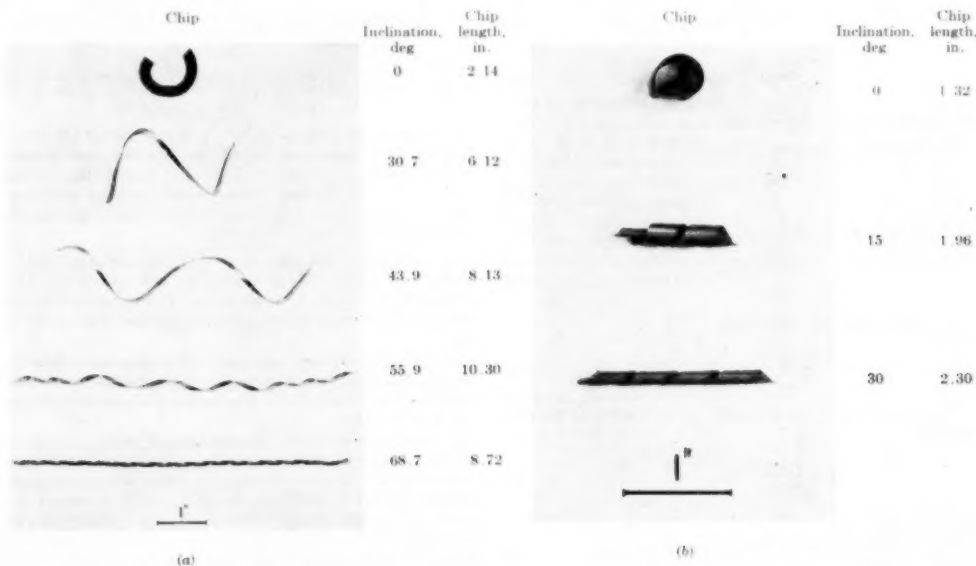 Chip
Inclination, deg
Chip length, in.
0 2.14
30.7 6.12
43.9 8.13
55.9 10.30
68.7 8.72
1"
(a)
Chip
Inclination, deg
Chip length, in.
0 1.32
15 1.96
30 2.30
1"
(b)